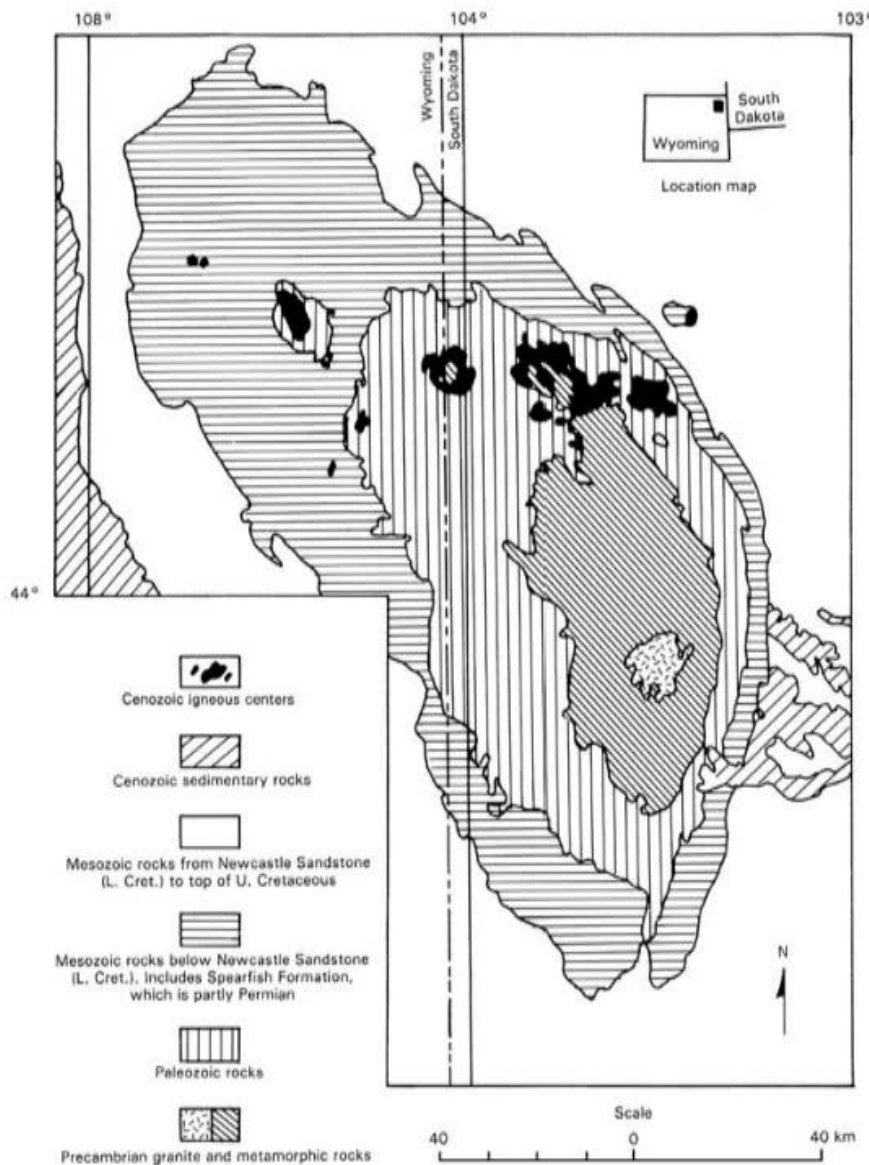 108°
104°
103°
Wyoming
South Dakota
South
Dakota
Wyoming
Location map
44°
Cenozoic igneous centers
Cenozoic sedimentary rocks
Mesozoic rocks from Newcastle Sandstone
(L. Cret.) to top of U. Cretaceous
Mesozoic rocks below Newcastle Sandstone
(L. Cret.). Includes Spearfish Formation,
which is partly Permian
Paleozoic rocks
Precambrian granite and metamorphic rocks
N
Scale
40 0 40 km